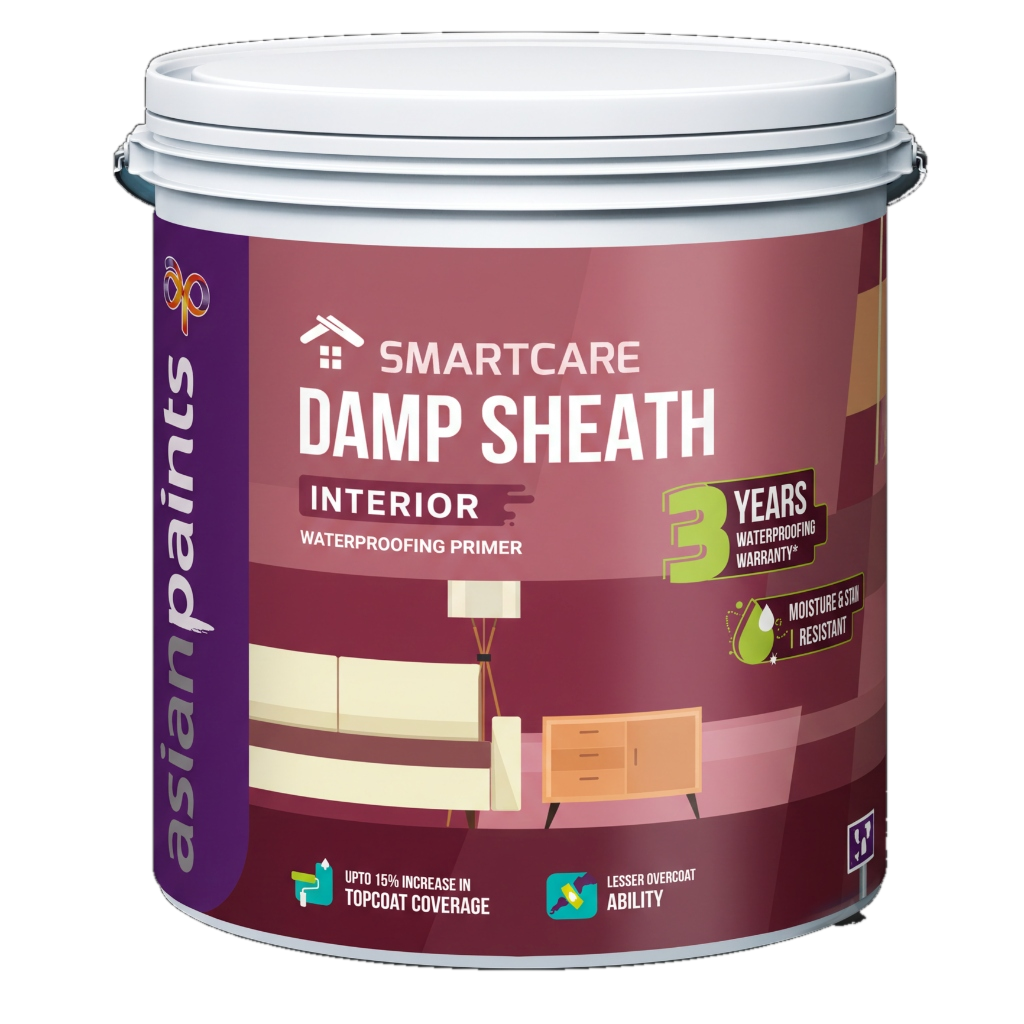 asianpaints
SMARTCARE
DAMP SHEATH
INTERIOR
WATERPROOFING PRIMER
3 YEARS
WATERPROOFING
WARRANTY*
MOISTURE & STAIN
RESISTANT
UPTO 15% INCREASE IN
TOPCOAT COVERAGE
LESSER OVERCOAT
ABILITY